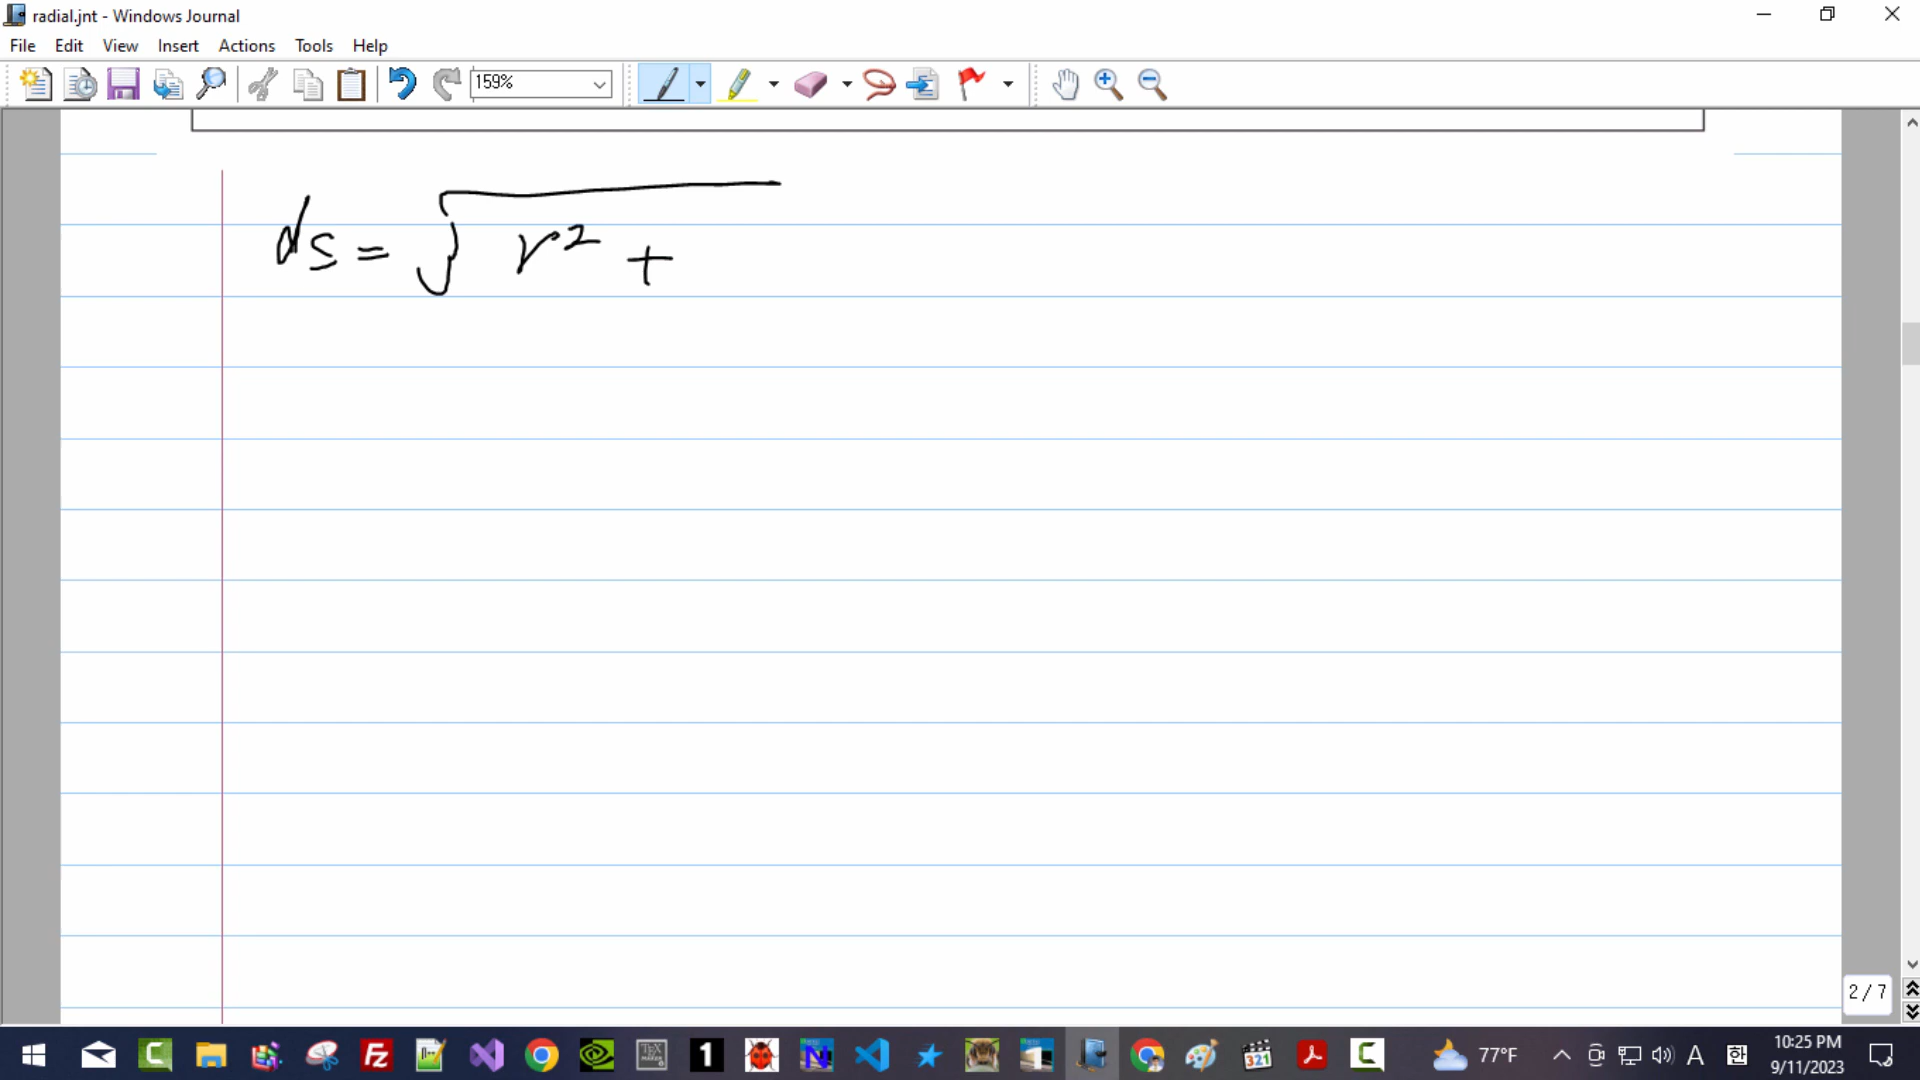 radial.jnt - Windows Journal
File Edit View Insert Actions Tools Help
159%
ds = √ r² +
2 / 7
77°F A 한 10:25 PM
9/11/2023